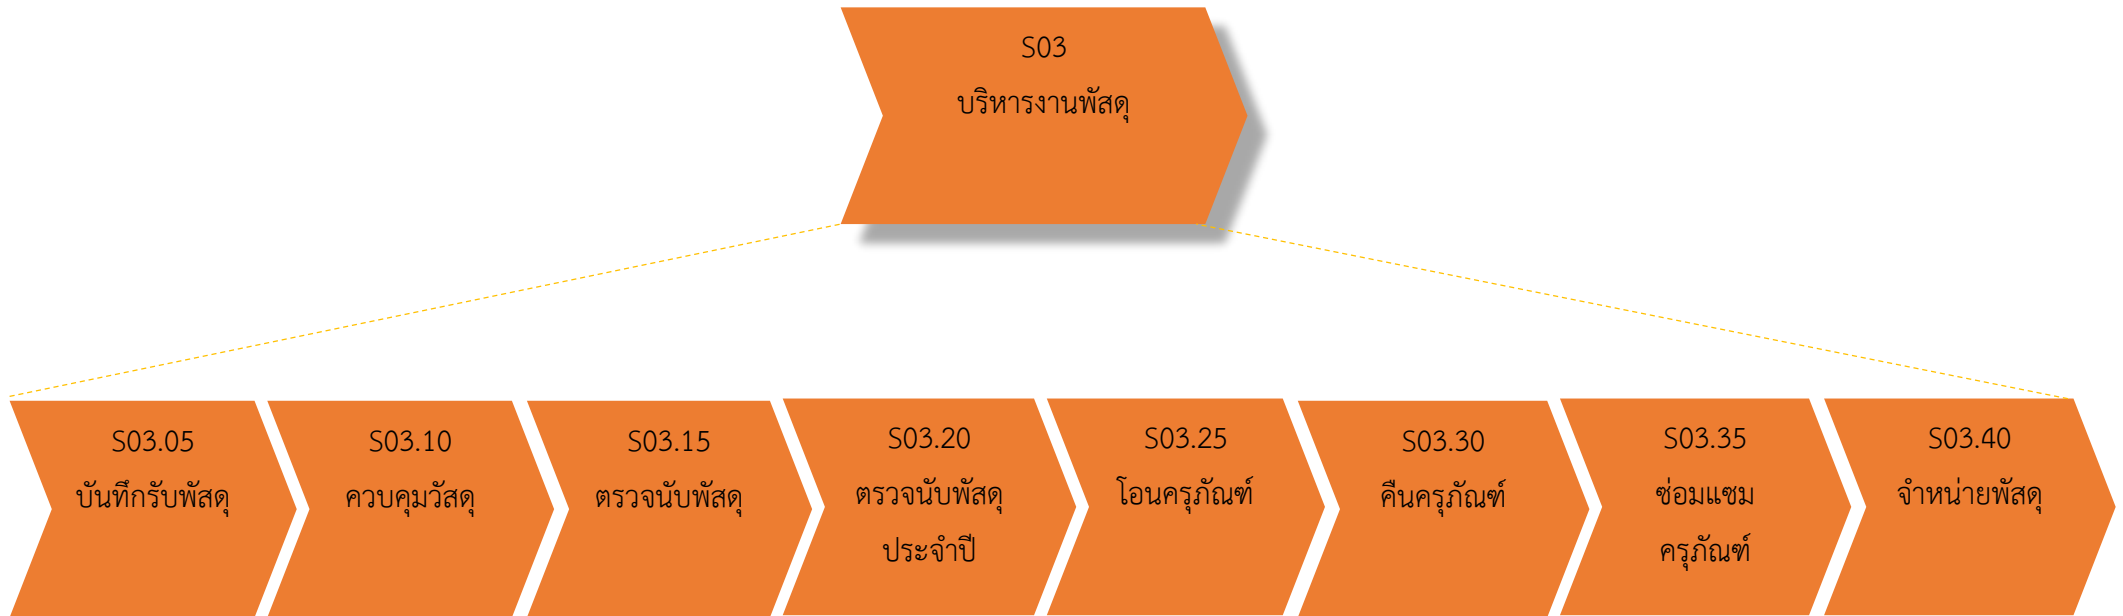 S03
บริหารงานพัสดุ
S03.05
บันทึกรับพัสดุ
S03.10
ควบคุมวัสดุ
S03.15
ตรวจนับพัสดุ
S03.20
ตรวจนับพัสดุ
ประจำปี
S03.25
โอนครุภัณฑ์
S03.30
คืนครุภัณฑ์
S03.35
ซ่อมแซม
ครุภัณฑ์
S03.40
จำหน่ายพัสดุ